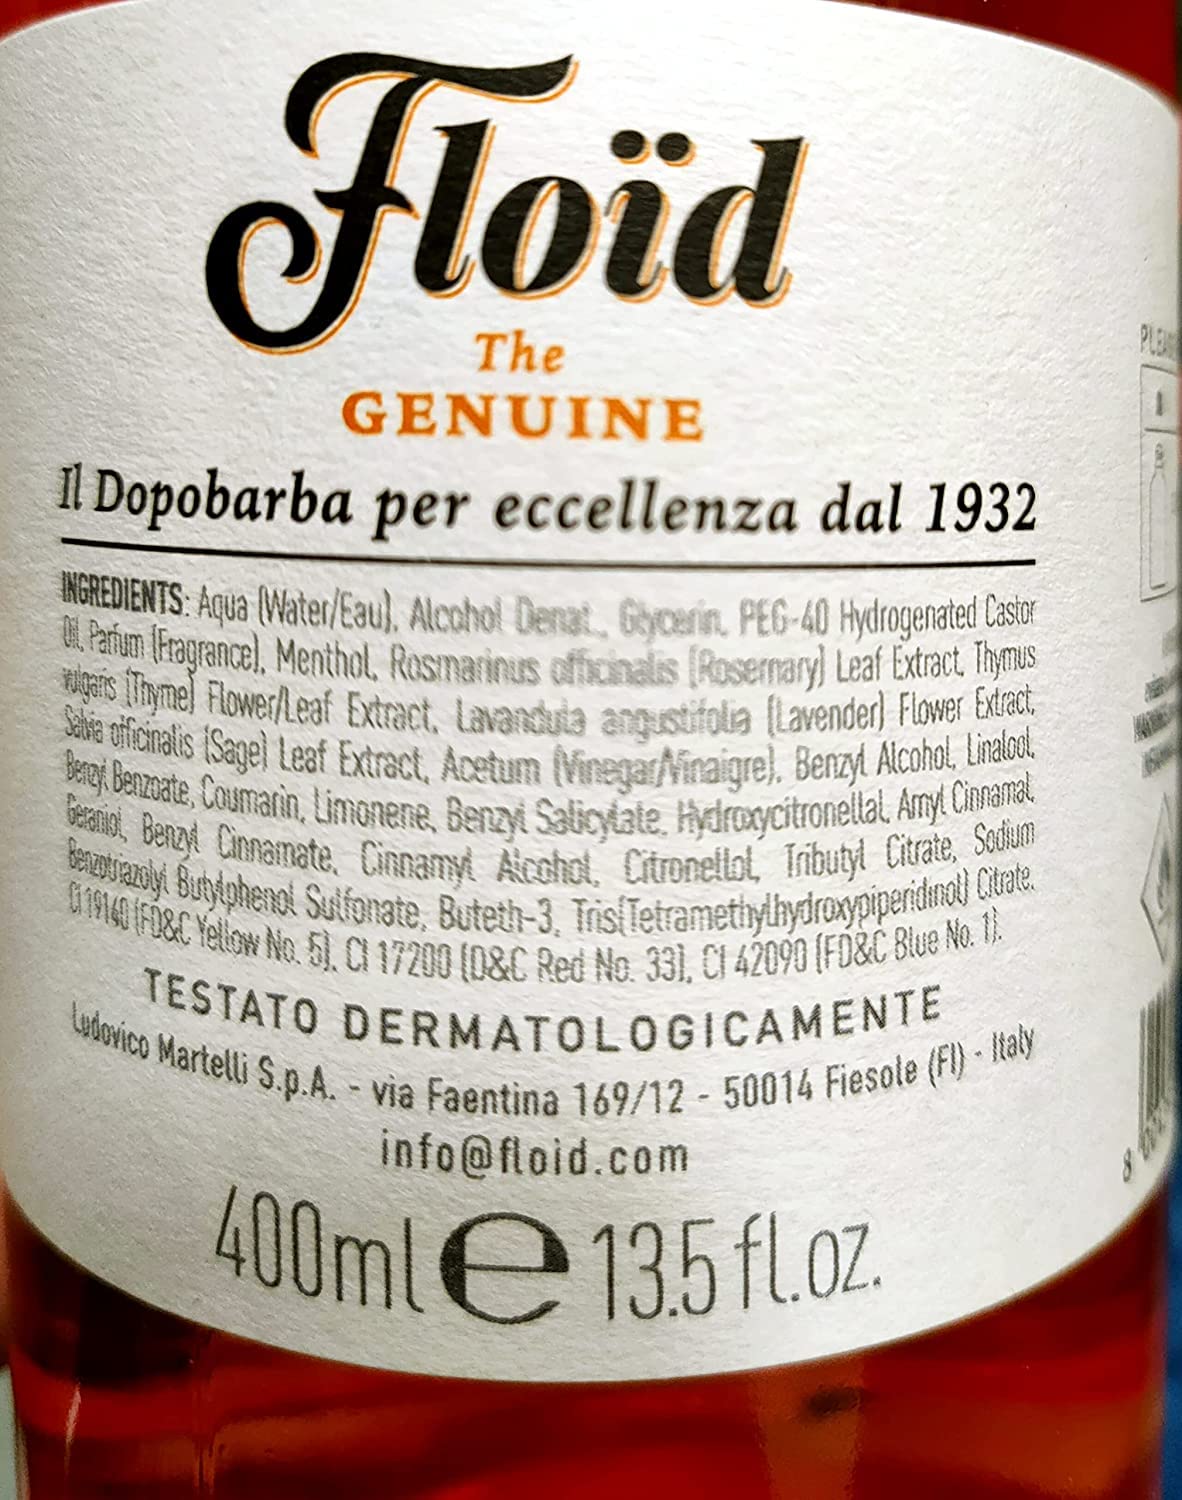 Floïd
The
GENUINE
Il Dopobarba per eccellenza dal 1932
INGREDIENTS: Aqua (Water/Eau), Alcohol Denat., Glycerin, PEG-40 Hydrogenated Castor
Oil, Parfum (Fragrance), Menthol, Rosmarinus officinalis (Rosemary) Leaf Extract, Thymus
vulgaris (Thyme) Flower/Leaf Extract, Lavandula angustifolia (Lavender) Flower Extract,
Salvia officinalis (Sage) Leaf Extract, Acetum (Vinegar/Vinaigre), Benzyl Alcohol, Linalool,
Benzyl Benzoate, Coumarin, Limonene, Benzyl Salicylate, Hydroxycitronellal, Amyl Cinnamal,
Geraniol, Benzyl Cinnamate, Cinnamyl Alcohol, Citronellol, Tributyl Citrate, Sodium
Benzotriazolyl Butylphenol Sulfonate, Buteth-3, Tris(Tetramethylhydroxypiperidinol) Citrate,
CI 19140 (FD&C Yellow No. 5), CI 17200 (D&C Red No. 33), CI 42090 (FD&C Blue No. 1).
TESTATO DERMATOLOGICAMENTE
Ludovico Martelli S.p.A. - via Faentina 169/12 - 50014 Fiesole (FI) - Italy
info@floid.com
400ml e 13.5 fl.oz.